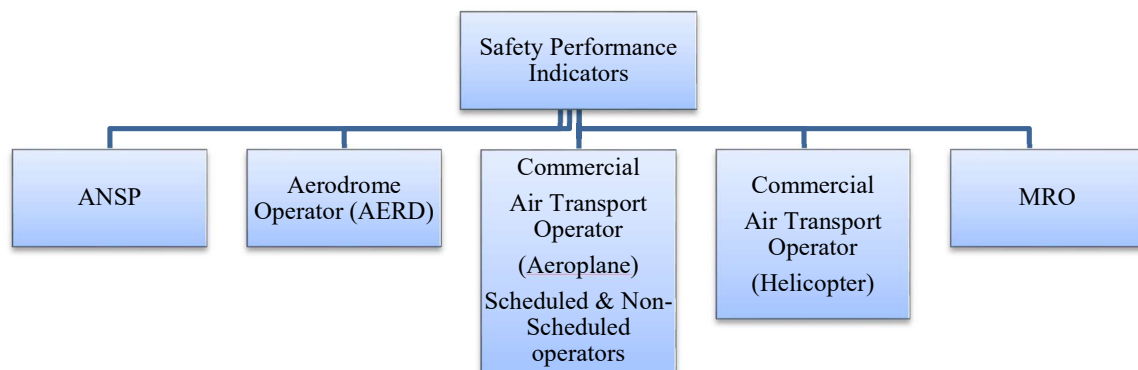 Safety Performance
Indicators
ANSP
Aerodrome
Operator (AERD)
Commercial
Air Transport
Operator
(Aeroplane)
Scheduled & Non-
Scheduled
operators
Commercial
Air Transport
Operator
(Helicopter)
MRO